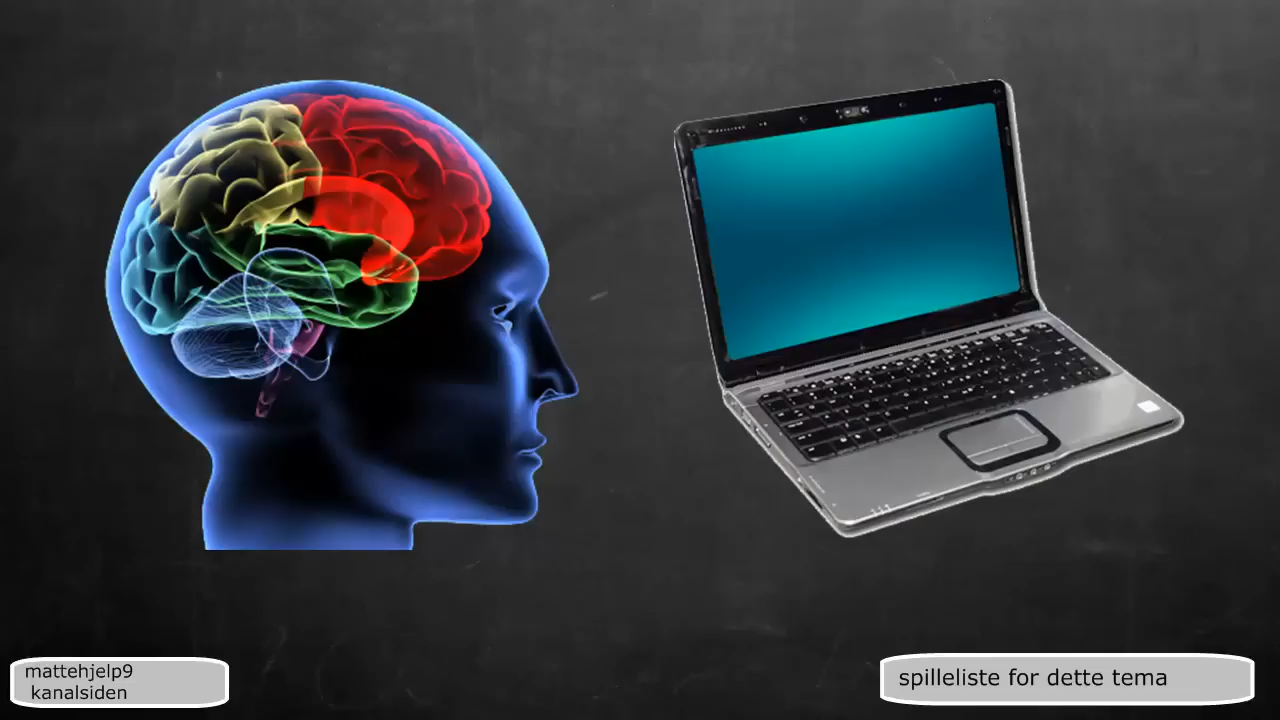 mattehjelp9
kanalsiden
spilleliste for dette tema